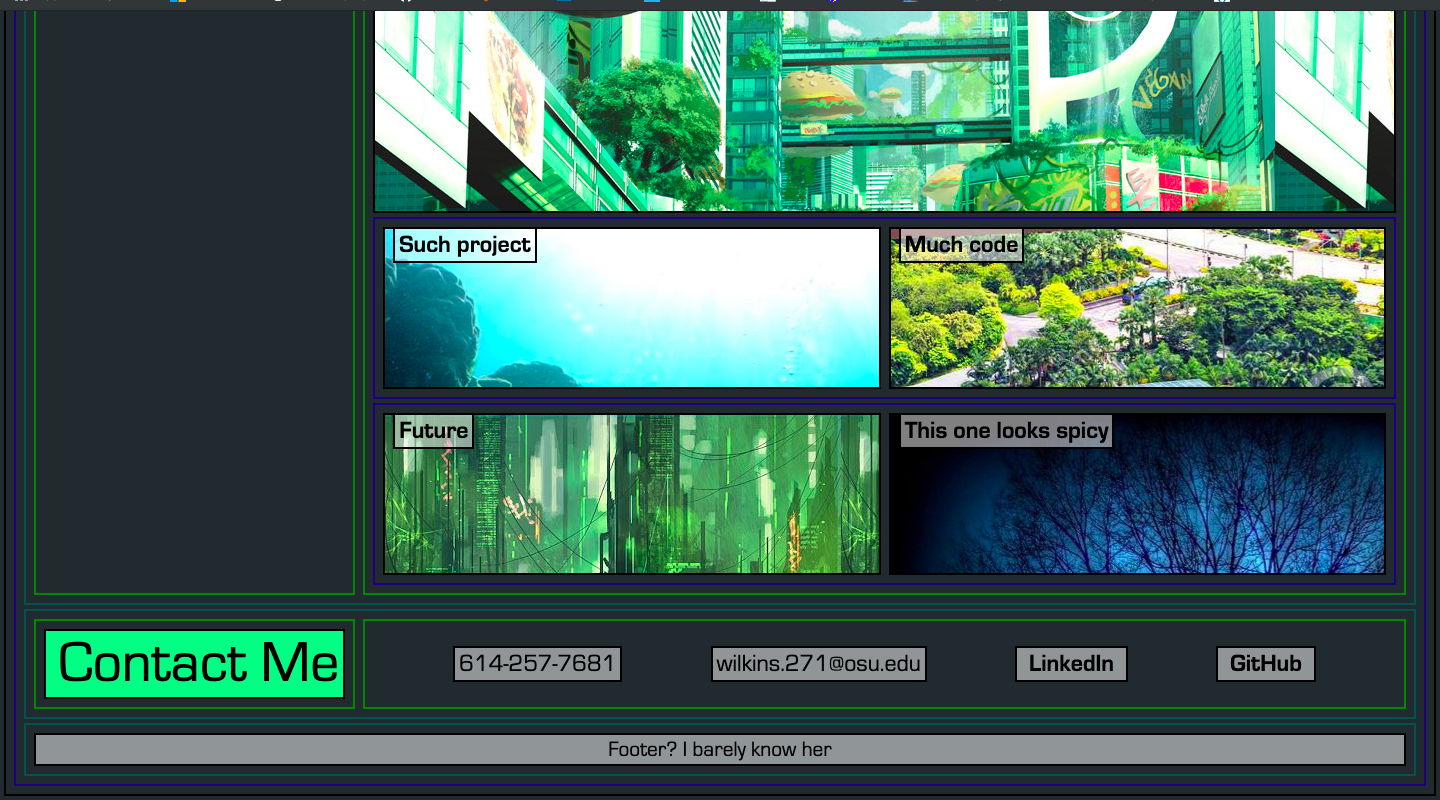 VEGAN
Such project
Much code
Future
This one looks spicy
Contact Me
614-257-7681
wilkins.271@osu.edu
LinkedIn
GitHub
Footer? I barely know her